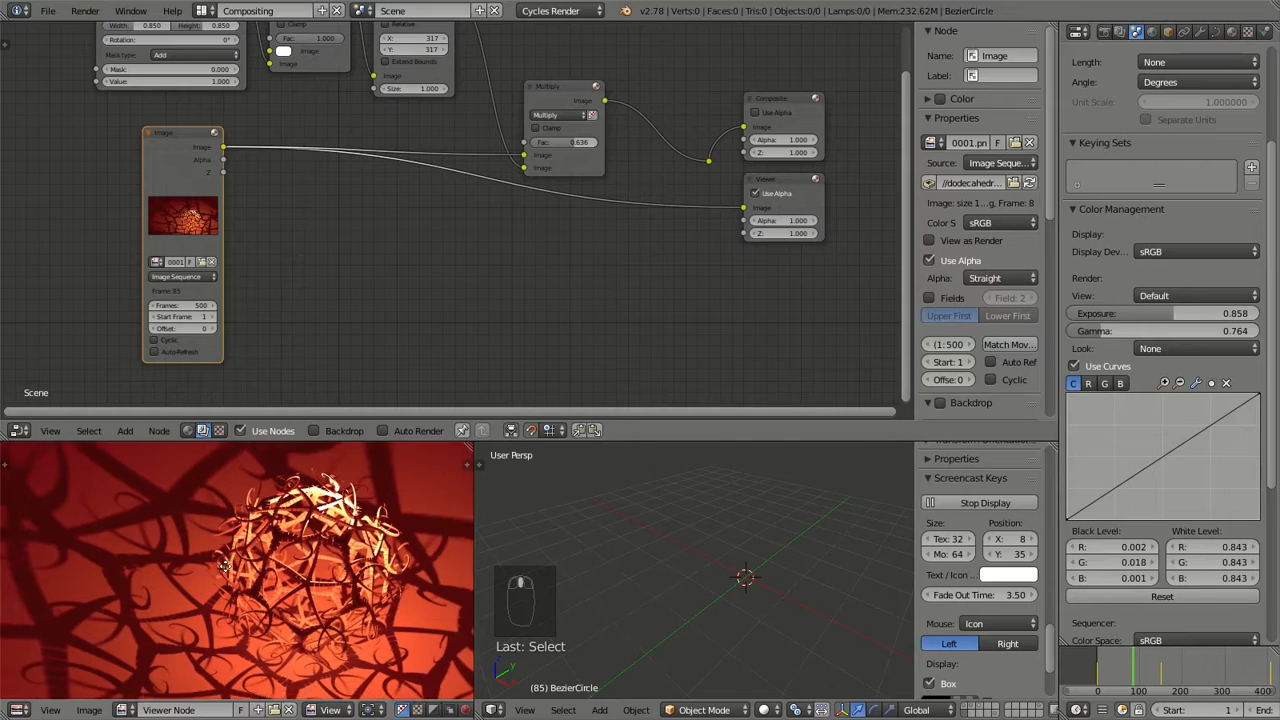 File Render Window Help Compositing Scene Cycles Render v2.78 | Verts:0 | Faces:0 | Tris:0 | Objects:0/0 | Lamps:0/0 | Mem:232.62M | BezierCircle
Width: 0.850 Height: 0.850
Rotation: 0°
Mask type: Add
Mask: 0.000
Value: 1.000
Clamp
Fac: 1.000
Image
Image
Relative
X: 317
Y: 317
Extend Bounds
Image
Size: 1.000
Multiply
Image
Multiply
Clamp
Fac: 0.636
Image
Image
Composite
Use Alpha
Image
Alpha: 1.000
Z: 1.000
Viewer
Use Alpha
Image
Alpha: 1.000
Z: 1.000
Image
Image
Alpha
Z
0001 F
Image Sequence
Frame: 85
Frames: 500
Start Frame: 1
Offset: 0
Cyclic
Auto-Refresh
Scene
Node
Name: Image
Label:
Color
Properties
0001.pn F
Source: Image Seque...
//dodecahedr...
Image: size 1...g, Frame: 8
Color S sRGB
View as Render
Use Alpha
Alpha: Straight
Fields Field: 2
Upper First Lower First
(1: 500 Match Mov...
Start: 1 Auto Ref
Offse: 0 Cyclic
Backdrop
Length: None
Angle: Degrees
Unit Scale: 1.000000
Separate Units
Keying Sets
Color Management
Display:
Display Dev... sRGB
Render:
View: Default
Exposure: 0.858
Gamma: 0.764
Look: None
Use Curves
C R G B
Black Level: White Level:
R: 0.002 R: 0.843
G: 0.018 G: 0.843
B: 0.001 B: 0.843
Reset
Sequencer:
Color Space: sRGB
View Select Add Node Use Nodes Backdrop Auto Render
User Persp
Last: Select
(85) BezierCircle
Properties
Screencast Keys
Stop Display
Size: Position:
Tex: 32 X: 8
Mo: 64 Y: 35
Text / Icon
Fade Out Time: 3.50
Mouse: Icon
Left Right
Display:
Box
View Image Viewer Node F View
View Select Add Object Object Mode Global
0 100 200 300 400
Start: 1 End: